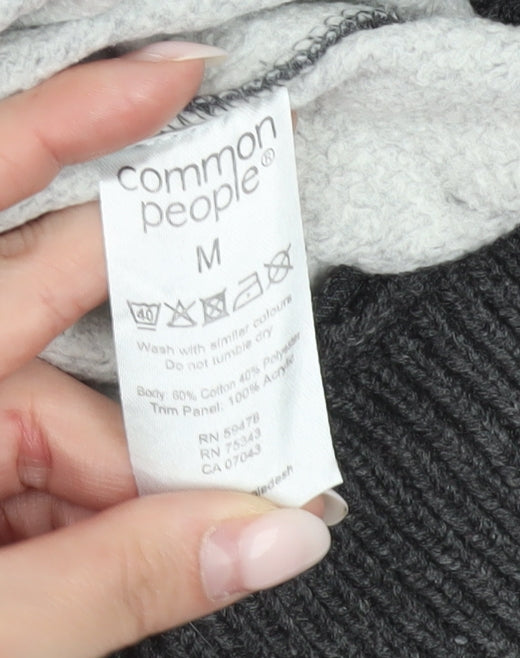 common
people®
M
40
Wash with similar colours
Do not tumble dry
Body: 60% Cotton 40% Polyester
Trim Panel: 100% Acrylic
RN 59478
RN 75343
CA 07043